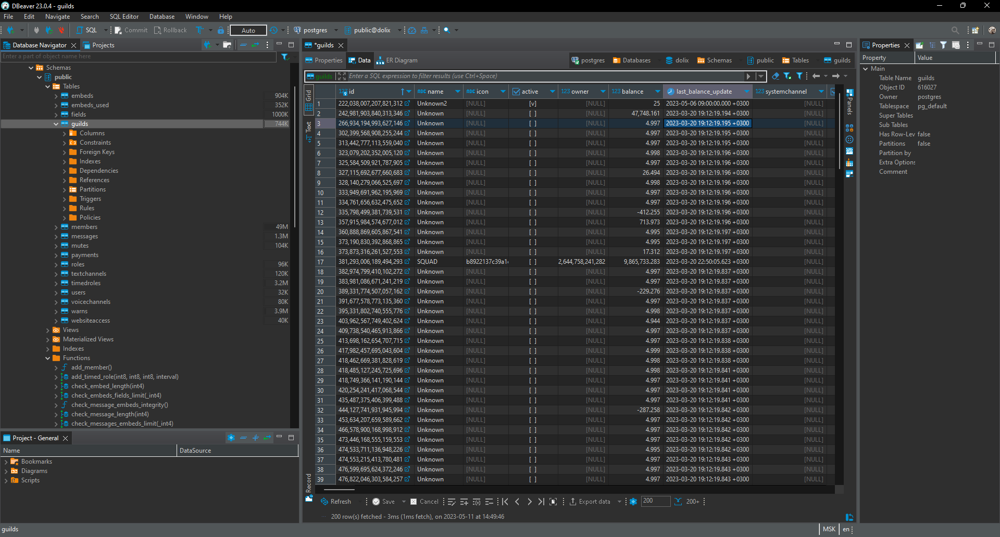 DBeaver 23.0.4 - guilds
File Edit Navigate Search SQL Editor Database Window Help
SQL Commit Rollback Auto postgres public@dolix
Database Navigator Projects
Enter a part of object name here
Schemas
public
Tables
embeds 904K
embeds_used 352K
fields 1000K
guilds 744K
Columns
Constraints
Foreign Keys
Indexes
Dependencies
References
Partitions
Triggers
Rules
Policies
members 49M
messages 1.3M
mutes 104K
payments
roles 96K
textchannels 120K
timedroles 3.2M
users 32K
voicechannels 80K
warns 3.9M
websiteaccess 40K
Views
Materialized Views
Indexes
Functions
add_member()
add_timed_role(int8, int8, int8, interval)
check_embed_length(int4)
check_embeds_fields_limit(_int4)
check_message_embeds_integrity()
check_message_length(int4)
check_messages_embeds_limit(_int4)
Project - General
Name DataSource
Bookmarks
Diagrams
Scripts
*guilds
Properties Data ER Diagram postgres Databases dolix Schemas public Tables guilds
guilds Enter a SQL expression to filter results (use Ctrl+Space)
Grid
Text
Record
123 id ABC name ABC icon active 123 owner 123 balance last_balance_update 123 systemchannel
1 222,038,007,207,821,312 Unknown2 [NULL] [v] [NULL] 25 2023-05-06 09:00:00.000 +0300 [NULL]
2 242,981,903,840,313,346 Unknown [NULL] [ ] [NULL] 47,748.161 2023-03-20 19:12:19.194 +0300 [NULL]
3 266,934,194,993,627,146 Unknown [NULL] [ ] [NULL] 4.997 2023-03-20 19:12:19.195 +0300 [NULL]
4 302,399,568,908,255,244 Unknown [NULL] [ ] [NULL] 4.997 2023-03-20 19:12:19.195 +0300 [NULL]
5 313,442,777,113,559,040 Unknown [NULL] [ ] [NULL] 4.997 2023-03-20 19:12:19.195 +0300 [NULL]
6 323,079,202,352,005,120 Unknown [NULL] [ ] [NULL] 4.998 2023-03-20 19:12:19.196 +0300 [NULL]
7 325,584,509,921,787,905 Unknown [NULL] [ ] [NULL] 4.997 2023-03-20 19:12:19.196 +0300 [NULL]
8 327,115,692,677,660,683 Unknown [NULL] [ ] [NULL] 26.494 2023-03-20 19:12:19.196 +0300 [NULL]
9 328,140,279,066,525,697 Unknown [NULL] [ ] [NULL] 4.998 2023-03-20 19:12:19.196 +0300 [NULL]
10 333,949,691,962,195,969 Unknown [NULL] [ ] [NULL] 4.997 2023-03-20 19:12:19.196 +0300 [NULL]
11 334,761,656,632,475,652 Unknown [NULL] [ ] [NULL] 4.997 2023-03-20 19:12:19.196 +0300 [NULL]
12 335,798,499,381,739,531 Unknown [NULL] [ ] [NULL] -412.255 2023-03-20 19:12:19.196 +0300 [NULL]
13 357,915,984,574,677,012 Unknown [NULL] [ ] [NULL] 713.973 2023-03-20 19:12:19.196 +0300 [NULL]
14 360,888,869,605,867,541 Unknown [NULL] [ ] [NULL] 4.995 2023-03-20 19:12:19.197 +0300 [NULL]
15 373,190,830,392,868,865 Unknown [NULL] [ ] [NULL] 4.995 2023-03-20 19:12:19.197 +0300 [NULL]
16 373,873,316,261,527,553 Unknown [NULL] [ ] [NULL] 17.312 2023-03-20 19:12:19.197 +0300 [NULL]
17 381,293,006,189,494,293 SQUAD b8922137c39a1 [ ] 2,644,758,241,282 9,865,733.283 2023-03-20 22:50:05.623 +0300 [NULL]
18 382,974,799,410,102,272 Unknown [NULL] [ ] [NULL] 4.997 2023-03-20 19:12:19.837 +0300 [NULL]
19 383,981,086,671,241,219 Unknown [NULL] [ ] [NULL] 4.997 2023-03-20 19:12:19.837 +0300 [NULL]
20 389,331,774,507,057,162 Unknown [NULL] [ ] [NULL] -229.276 2023-03-20 19:12:19.837 +0300 [NULL]
21 391,677,578,773,135,360 Unknown [NULL] [ ] [NULL] 4.997 2023-03-20 19:12:19.837 +0300 [NULL]
22 395,331,802,740,555,776 Unknown [NULL] [ ] [NULL] 4.998 2023-03-20 19:12:19.837 +0300 [NULL]
23 403,962,567,749,402,624 Unknown [NULL] [ ] [NULL] 4.944 2023-03-20 19:12:19.837 +0300 [NULL]
24 409,738,540,465,913,866 Unknown [NULL] [ ] [NULL] 4.997 2023-03-20 19:12:19.837 +0300 [NULL]
25 413,698,162,654,707,715 Unknown [NULL] [ ] [NULL] 4.997 2023-03-20 19:12:19.838 +0300 [NULL]
26 417,982,457,695,043,604 Unknown [NULL] [ ] [NULL] 4.999 2023-03-20 19:12:19.838 +0300 [NULL]
27 418,462,669,381,828,619 Unknown [NULL] [ ] [NULL] 4.998 2023-03-20 19:12:19.838 +0300 [NULL]
28 418,485,127,245,725,696 Unknown [NULL] [ ] [NULL] 4.998 2023-03-20 19:12:19.841 +0300 [NULL]
29 418,749,366,141,190,144 Unknown [NULL] [ ] [NULL] 4.997 2023-03-20 19:12:19.841 +0300 [NULL]
30 420,254,241,417,068,544 Unknown [NULL] [ ] [NULL] 4.997 2023-03-20 19:12:19.841 +0300 [NULL]
31 435,487,375,406,399,488 Unknown [NULL] [ ] [NULL] 4.997 2023-03-20 19:12:19.841 +0300 [NULL]
32 444,127,741,931,945,994 Unknown [NULL] [ ] [NULL] -287.258 2023-03-20 19:12:19.842 +0300 [NULL]
33 453,634,207,659,589,662 Unknown [NULL] [ ] [NULL] 4.997 2023-03-20 19:12:19.842 +0300 [NULL]
34 466,578,900,168,998,912 Unknown [NULL] [ ] [NULL] 4.997 2023-03-20 19:12:19.842 +0300 [NULL]
35 473,446,168,555,159,553 Unknown [NULL] [ ] [NULL] 4.997 2023-03-20 19:12:19.842 +0300 [NULL]
36 474,533,711,136,948,226 Unknown [NULL] [ ] [NULL] 4.995 2023-03-20 19:12:19.842 +0300 [NULL]
37 474,553,215,413,780,481 Unknown [NULL] [ ] [NULL] 4.997 2023-03-20 19:12:19.843 +0300 [NULL]
38 476,599,695,624,372,246 Unknown [NULL] [ ] [NULL] 4.997 2023-03-20 19:12:19.843 +0300 [NULL]
39 476,822,046,303,584,257 Unknown [NULL] [ ] [NULL] 4.997 2023-03-20 19:12:19.843 +0300 [NULL]
Refresh Save Cancel Export data 200 200+
200 row(s) fetched - 3ms (1ms fetch), on 2023-05-11 at 14:49:46
Panels
Properties
Property Value
Main
Table Name guilds
Object ID 616027
Owner postgres
Tablespace pg_default
Super Tables
Sub Tables
Has Row-Lev false
Partitions false
Partition by
Extra Options
Comment
guilds MSK en